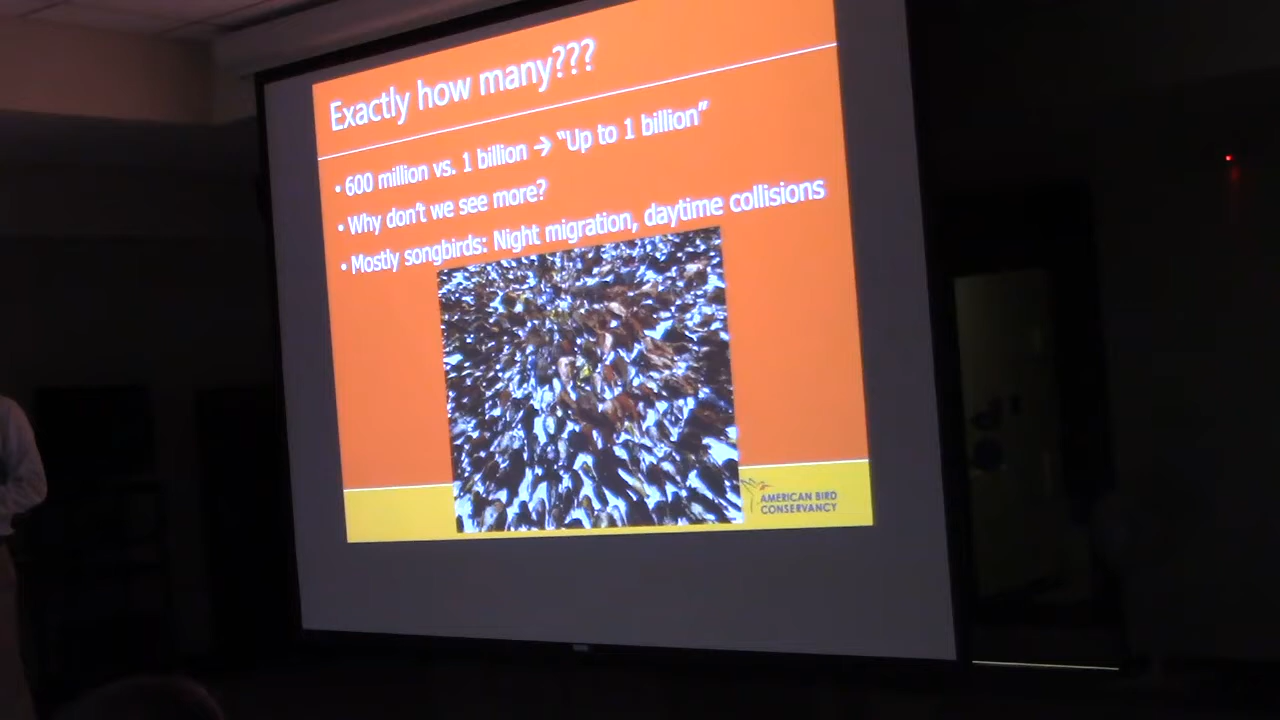 Exactly how many???
• 600 million vs. 1 billion → “Up to 1 billion”
• Why don’t we see more?
• Mostly songbirds: Night migration, daytime collisions
AMERICAN BIRD
CONSERVANCY